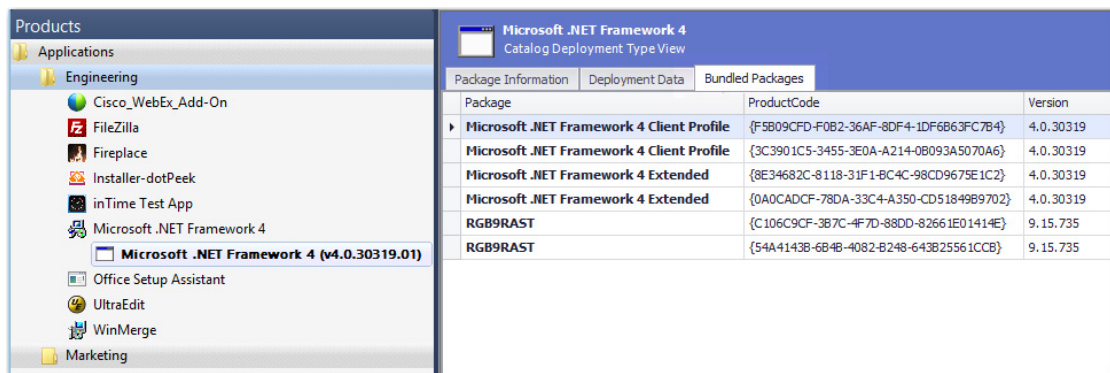 Products
Applications
Engineering
Cisco_WebEx_Add-On
FileZilla
Fireplace
Installer-dotPeek
inTime Test App
Microsoft .NET Framework 4
Microsoft .NET Framework 4 (v4.0.30319.01)
Office Setup Assistant
UltraEdit
WinMerge
Marketing
Microsoft .NET Framework 4
Catalog Deployment Type View
Package Information Deployment Data Bundled Packages
Package ProductCode Version
Microsoft .NET Framework 4 Client Profile {F5B09CFD-F0B2-36AF-8DF4-1DF6B63FC7B4} 4.0.30319
Microsoft .NET Framework 4 Client Profile {3C3901C5-3455-3E0A-A214-0B093A5070A6} 4.0.30319
Microsoft .NET Framework 4 Extended {8E34682C-8118-31F1-BC4C-98CD9675E1C2} 4.0.30319
Microsoft .NET Framework 4 Extended {0A0CADCF-78DA-33C4-A350-CD51849B9702} 4.0.30319
RGB9RAST {C106C9CF-3B7C-4F7D-88DD-82661E01414E} 9.15.735
RGB9RAST {54A4143B-6B4B-4082-B248-643B25561CCB} 9.15.735